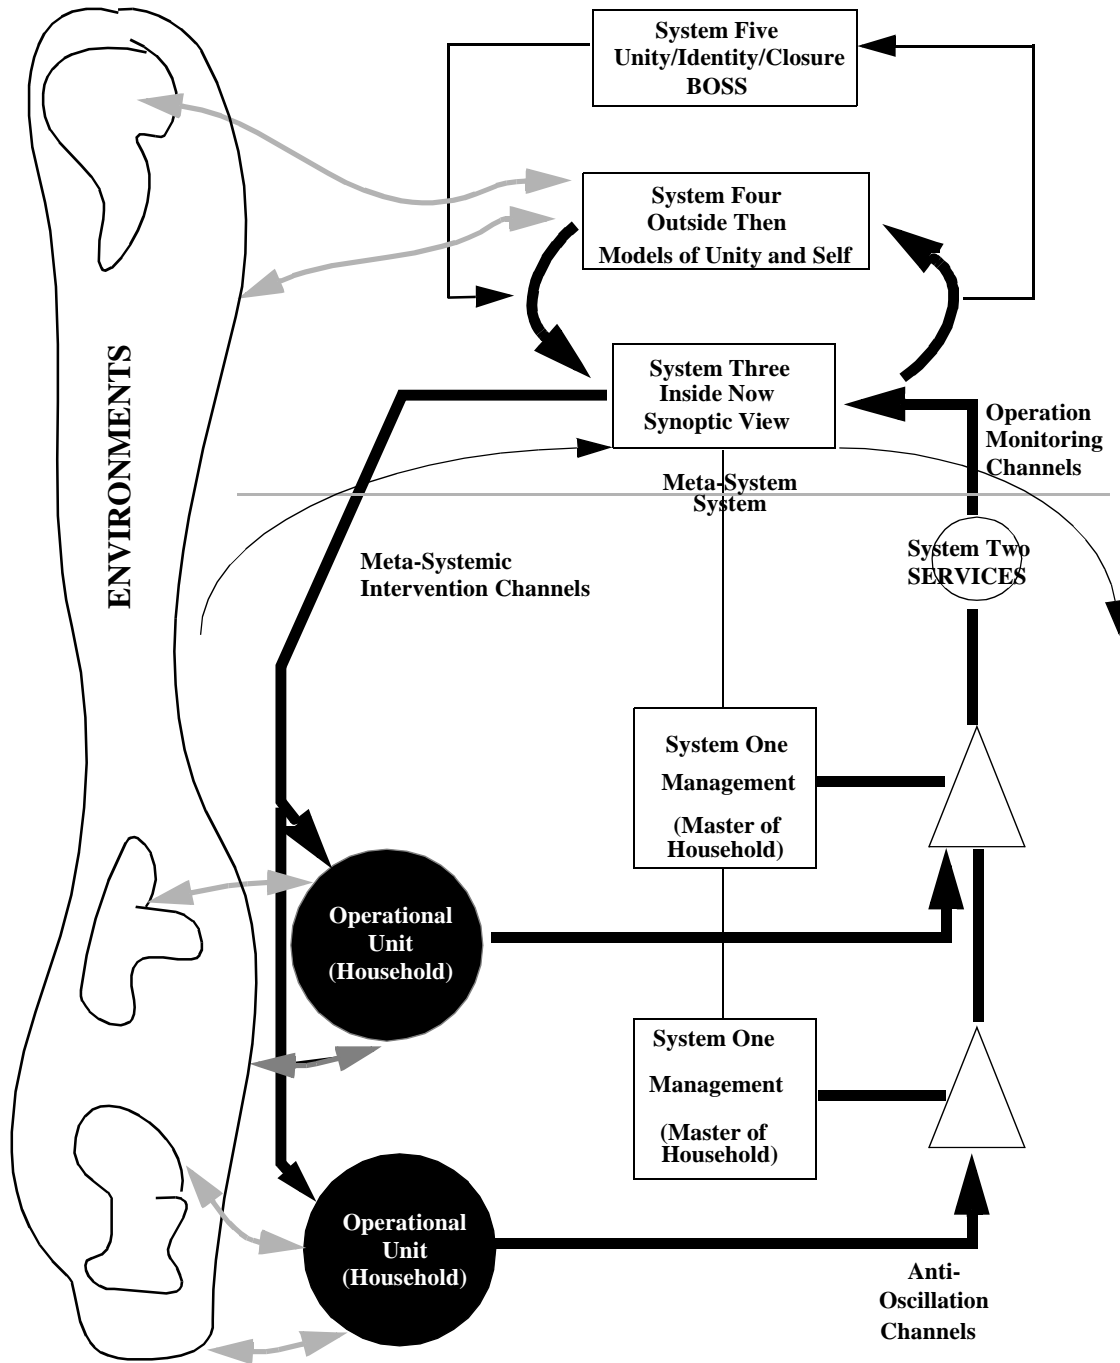 System Five
Unity/Identity/Closure
BOSS
System Four
Outside Then
Models of Unity and Self
ENVIRONMENTS
System Three
Inside Now
Synoptic View
Operation
Monitoring
Channels
Meta-System
System
Meta-Systemic
Intervention Channels
System Two
SERVICES
System One
Management
(Master of
Household)
Operational
Unit
(Household)
System One
Management
(Master of
Household)
Operational
Unit
(Household)
Anti-
Oscillation
Channels